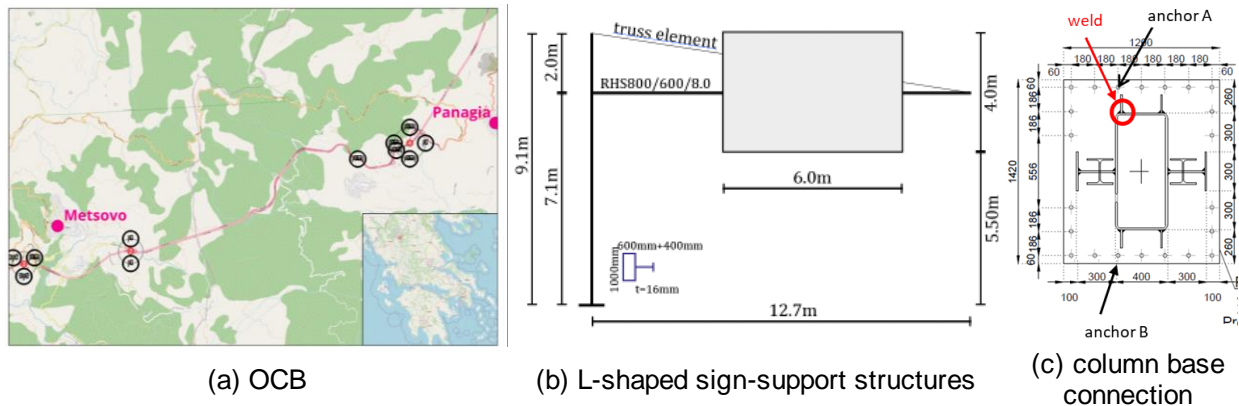 Panagia
Metsovo
(a) OCB
truss element
RHS800/600/8.0
2.0m
9.1m
7.1m
4.0m
5.50m
6.0m
600mm+400mm
1000mm
t=16mm
12.7m
(b) L-shaped sign-support structures
weld
anchor A
180 180 180 180 180 180
60
60
1420
60
186
186
556
186
186
60
260
300
300
300
260
300 400 300
100
100
anchor B
(c) column base
connection